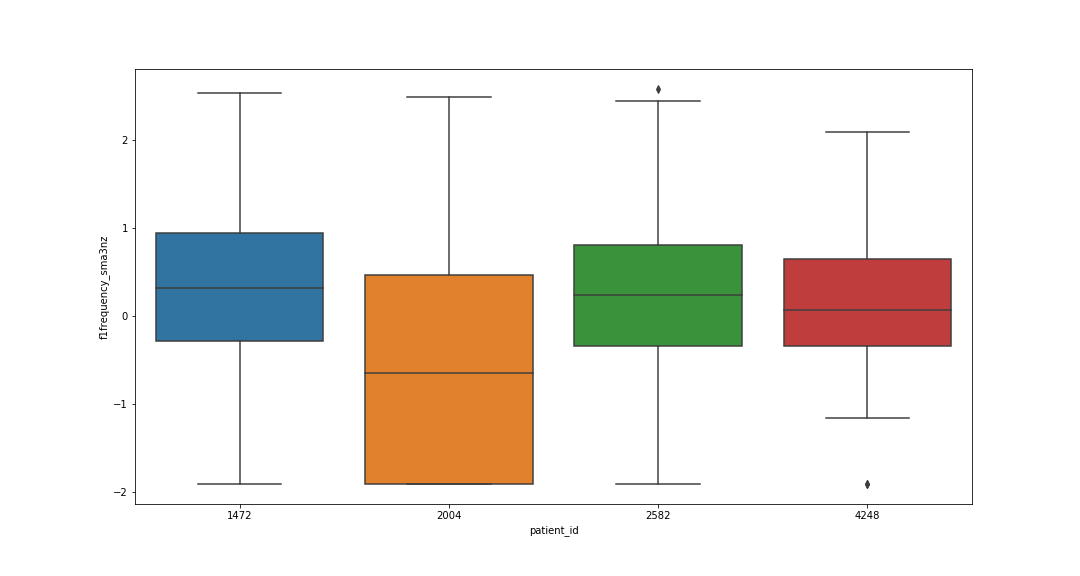 f1frequency_sma3nz
2
1
0
−1
−2
1472 2004 2582 4248
patient_id